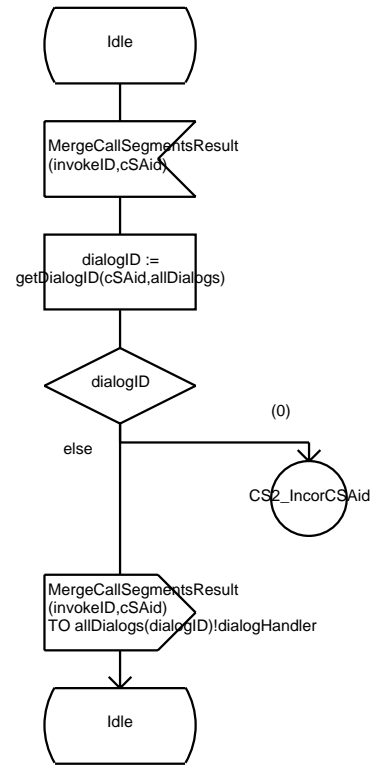 Idle
MergeCallSegmentsResult
(invokeID,cSAid)
dialogID :=
getDialogID(cSAid,allDialogs)
dialogID
(0)
else
CS2_IncorCSAid
MergeCallSegmentsResult
(invokeID,cSAid)
TO allDialogs(dialogID)!dialogHandler
Idle